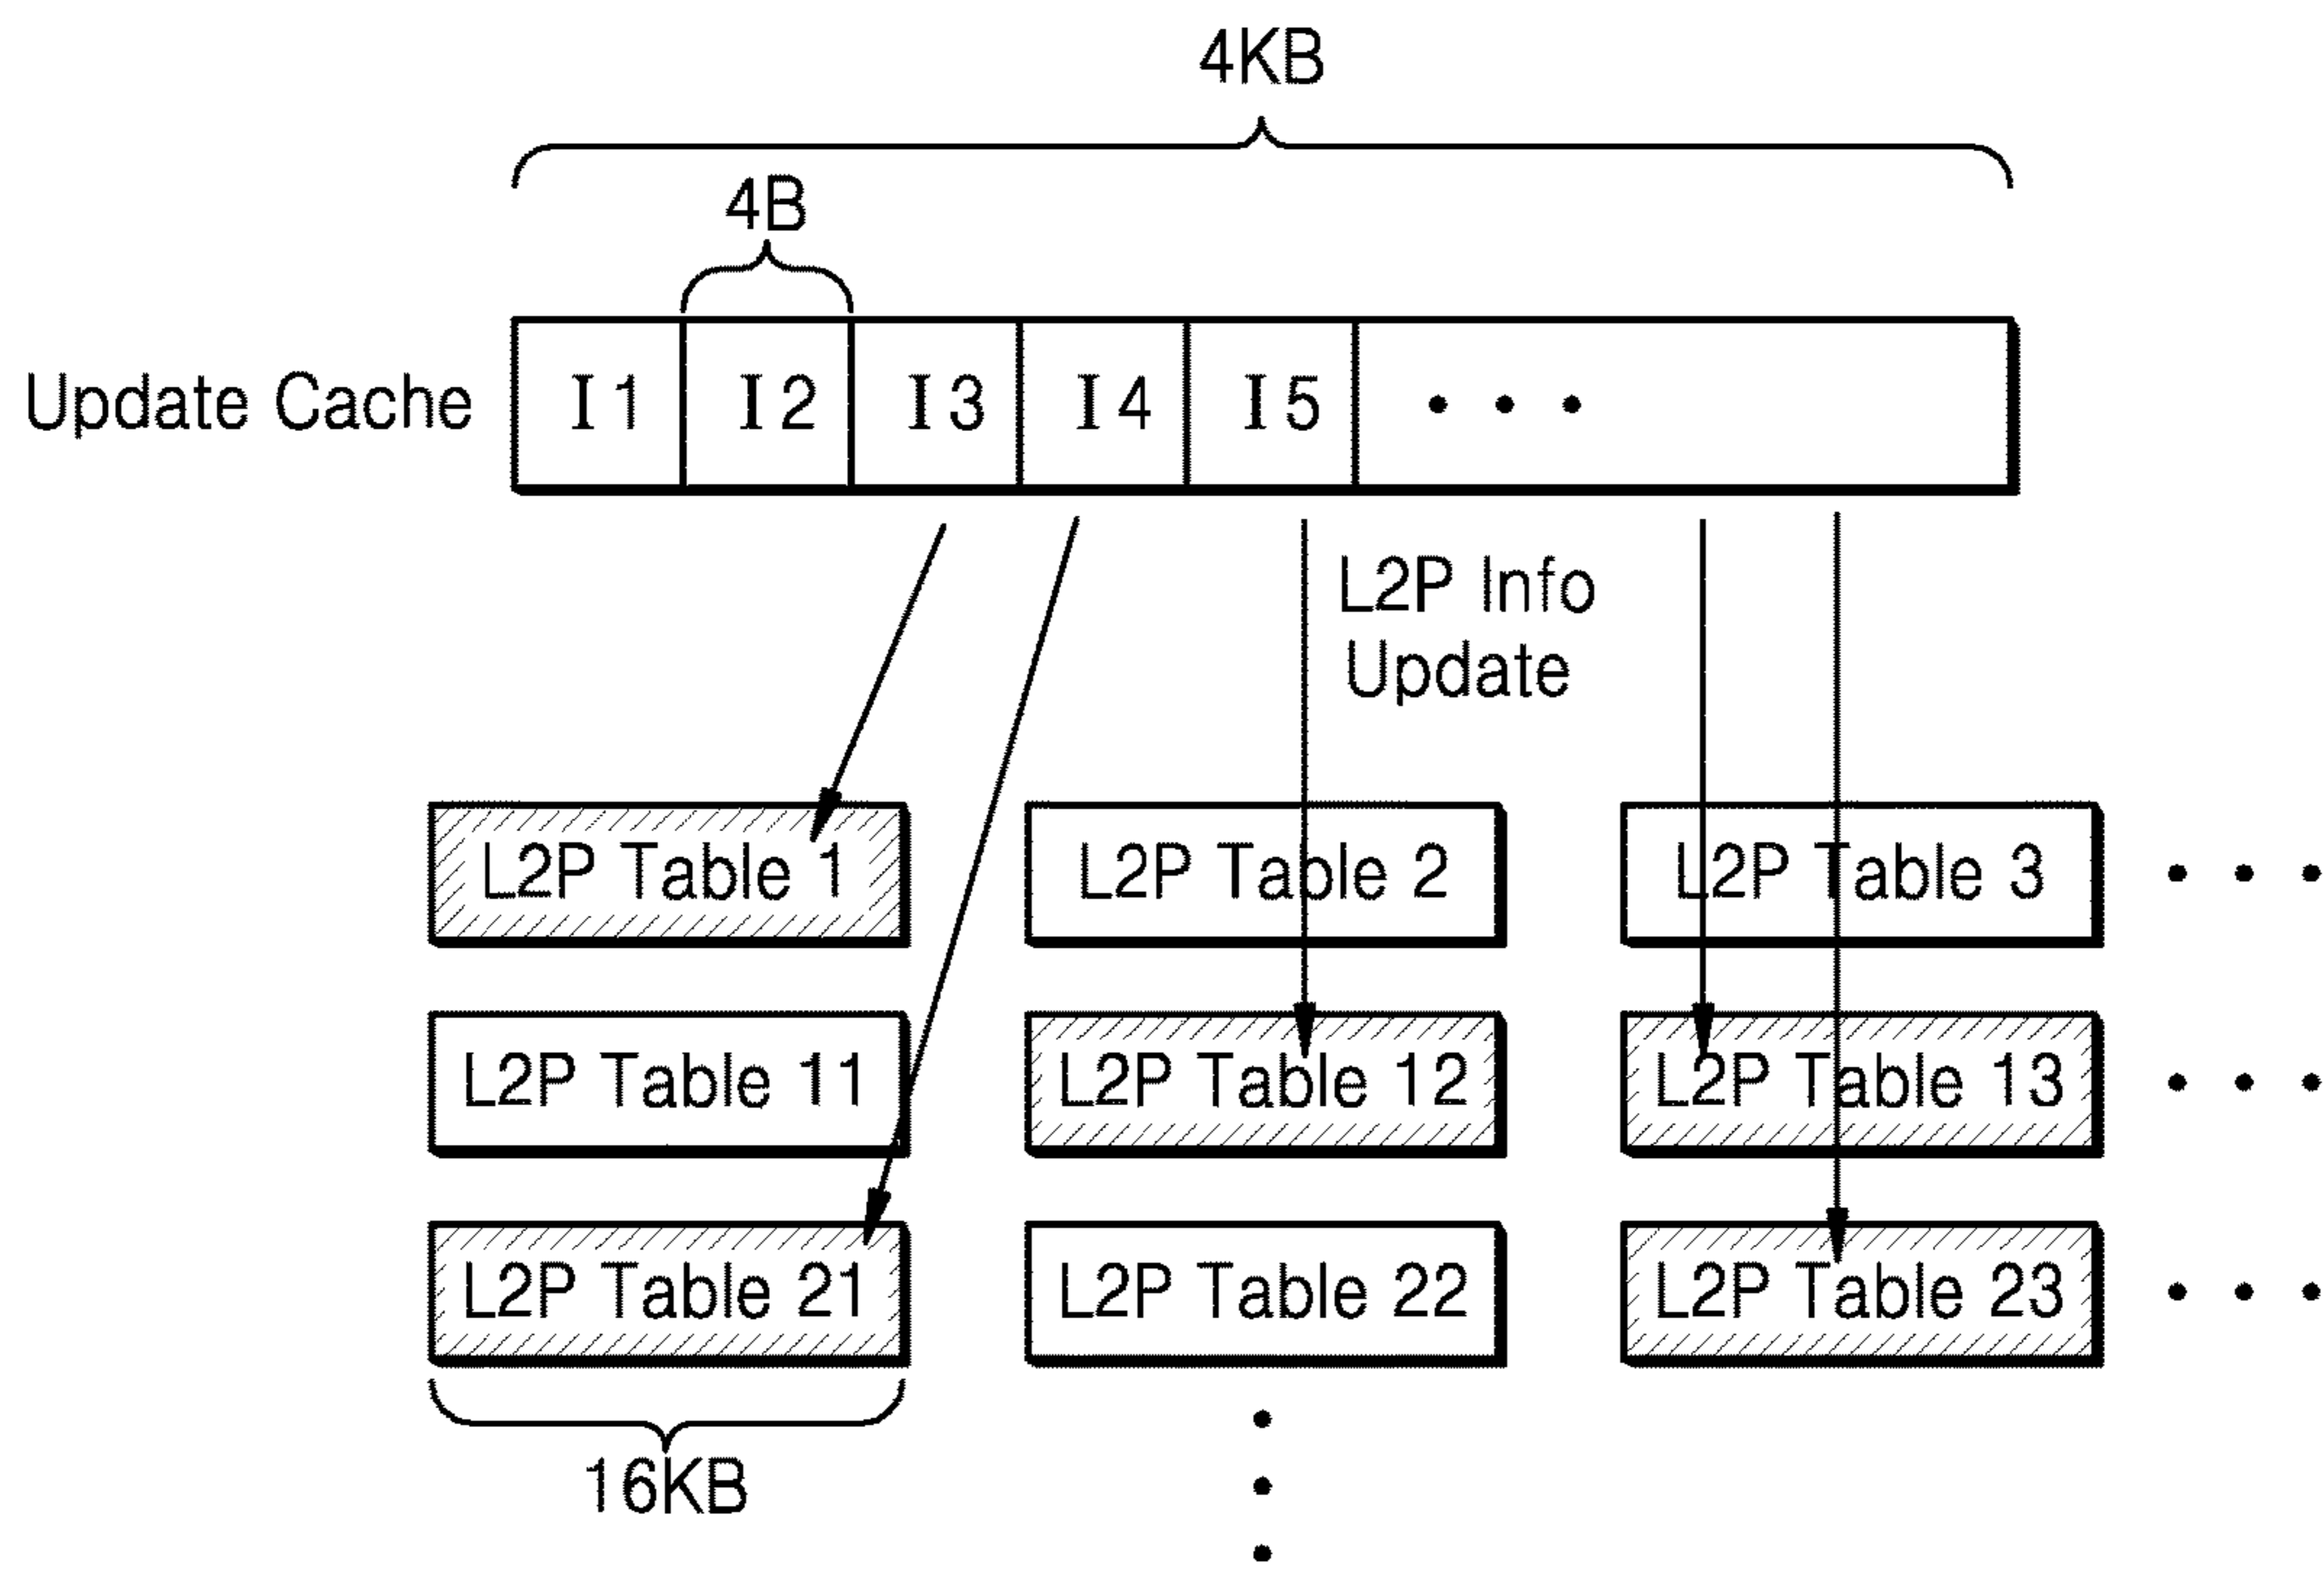 4KB
4B
Update Cache I1 I2 I3 I4 I5 • • •
L2P Info
Update
L2P Table 1 L2P Table 2 L2P Table 3 • • •
L2P Table 11 L2P Table 12 L2P Table 13 • • •
L2P Table 21 L2P Table 22 L2P Table 23 • • •
16KB